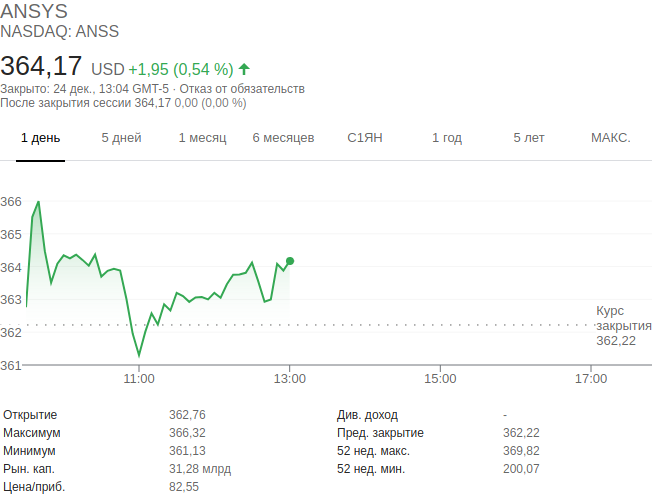 ANSYS
NASDAQ: ANSS
364,17 USD +1,95 (0,54 %)
Закрыто: 24 дек., 13:04 GMT-5 · Отказ от обязательств
После закрытия сессии 364,17 0,00 (0,00 %)
1 день 5 дней 1 месяц 6 месяцев С1ЯН 1 год 5 лет МАКС.
366
365
364
363
Курс
закрытия
362
362,22
361
11:00 13:00 15:00 17:00
Открытие 362,76 Див. доход -
Максимум 366,32 Пред. закрытие 362,22
Минимум 361,13 52 нед. макс. 369,82
Рын. кап. 31,28 млрд 52 нед. мин. 200,07
Цена/приб. 82,55